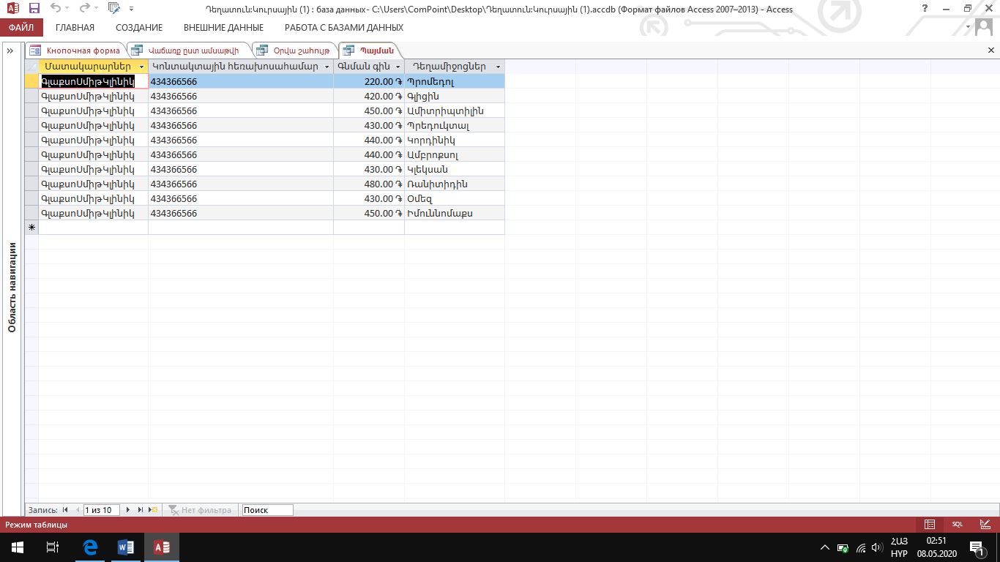 Դեղատուն:Կուրսային (1) : база данных- C:\Users\ComPoint\Desktop\Դեղատուն:Կուրսային (1).accdb (Формат файлов Access 2007–2013) - Access
ФАЙЛ ГЛАВНАЯ СОЗДАНИЕ ВНЕШНИЕ ДАННЫЕ РАБОТА С БАЗАМИ ДАННЫХ
Кнопочная форма Վաճառք ըստ ամսաթվի Օրվա շահույթ Պայման
Մատակարարներ Կոնտակտային հեռախոսահամար Գնման գին Դեղամիջոցներ
ԳլաքսոՍմիթԿլինիկ 434366566 220.00 ֏ Պրոմեդոլ
ԳլաքսոՍմիթԿլինիկ 434366566 420.00 ֏ Գլիցին
ԳլաքսոՍմիթԿլինիկ 434366566 450.00 ֏ Ամիտրիպտիլին
ԳլաքսոՍմիթԿլինիկ 434366566 430.00 ֏ Պրեդուկտալ
ԳլաքսոՍմիթԿլինիկ 434366566 440.00 ֏ Կորդինիկ
ԳլաքսոՍմիթԿլինիկ 434366566 440.00 ֏ Ամբրոքսոլ
ԳլաքսոՍմիթԿլինիկ 434366566 430.00 ֏ Կլեկսան
ԳլաքսոՍմիթԿլինիկ 434366566 480.00 ֏ Ռանիտիդին
ԳլաքսոՍմիթԿլինիկ 434366566 430.00 ֏ Օմեզ
ԳլաքսոՍմիթԿլինիկ 434366566 450.00 ֏ Իմուննոմաքս
Область навигации
Запись: 1 из 10 Нет фильтра Поиск
Режим таблицы SQL
ՀԱՅ 02:51
HYP 08.05.2020 1